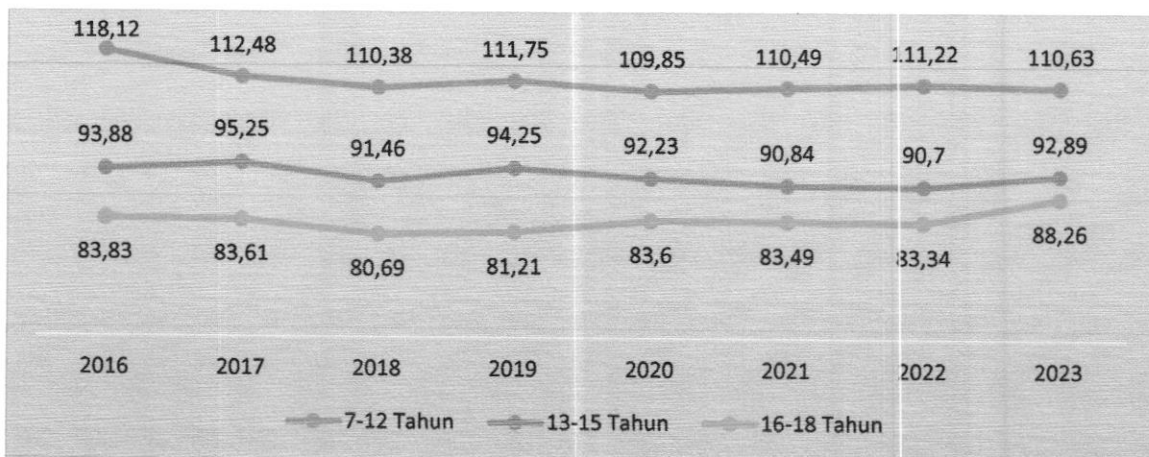 118,12 112,48 110,38 111,75 109,85 110,49 111,22 110,63
93,88 95,25 91,46 94,25 92,23 90,84 90,7 92,89
83,83 83,61 80,69 81,21 83,6 83,49 83,34 88,26
2016 2017 2018 2019 2020 2021 2022 2023
7-12 Tahun 13-15 Tahun 16-18 Tahun